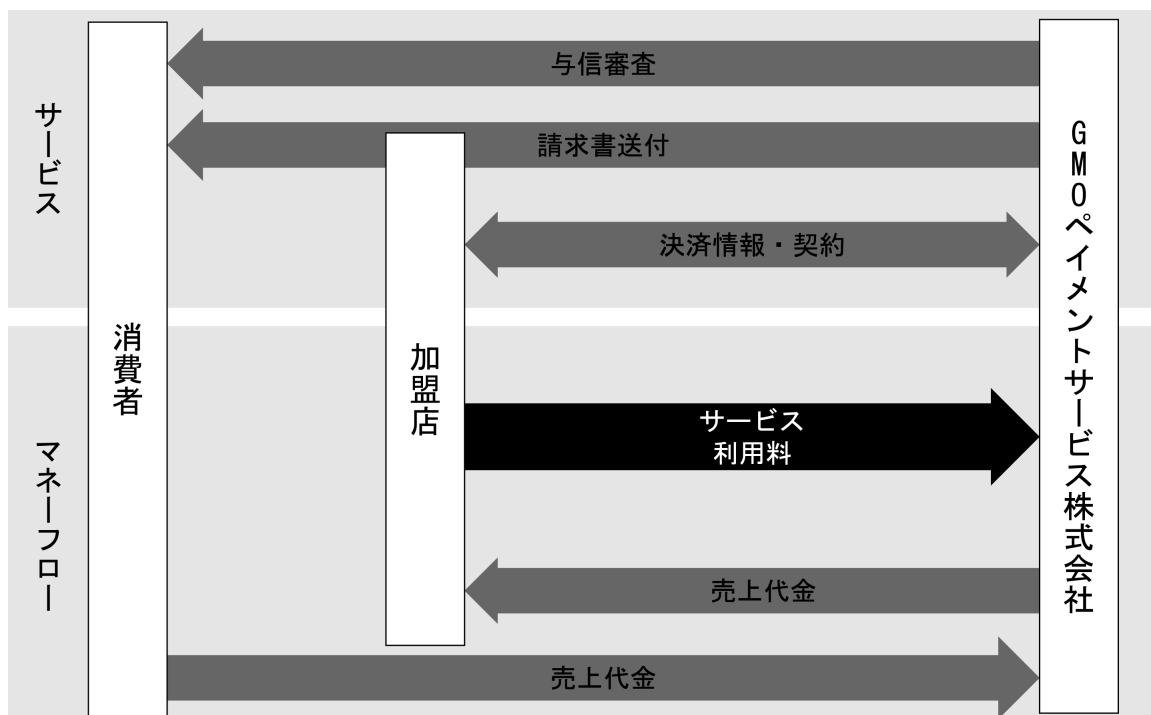 サービス
与信審査
請求書送付
決済情報・契約
消費者
加盟店
GMOペイメントサービス株式会社
マネーフロー
サービス
利用料
売上代金
売上代金